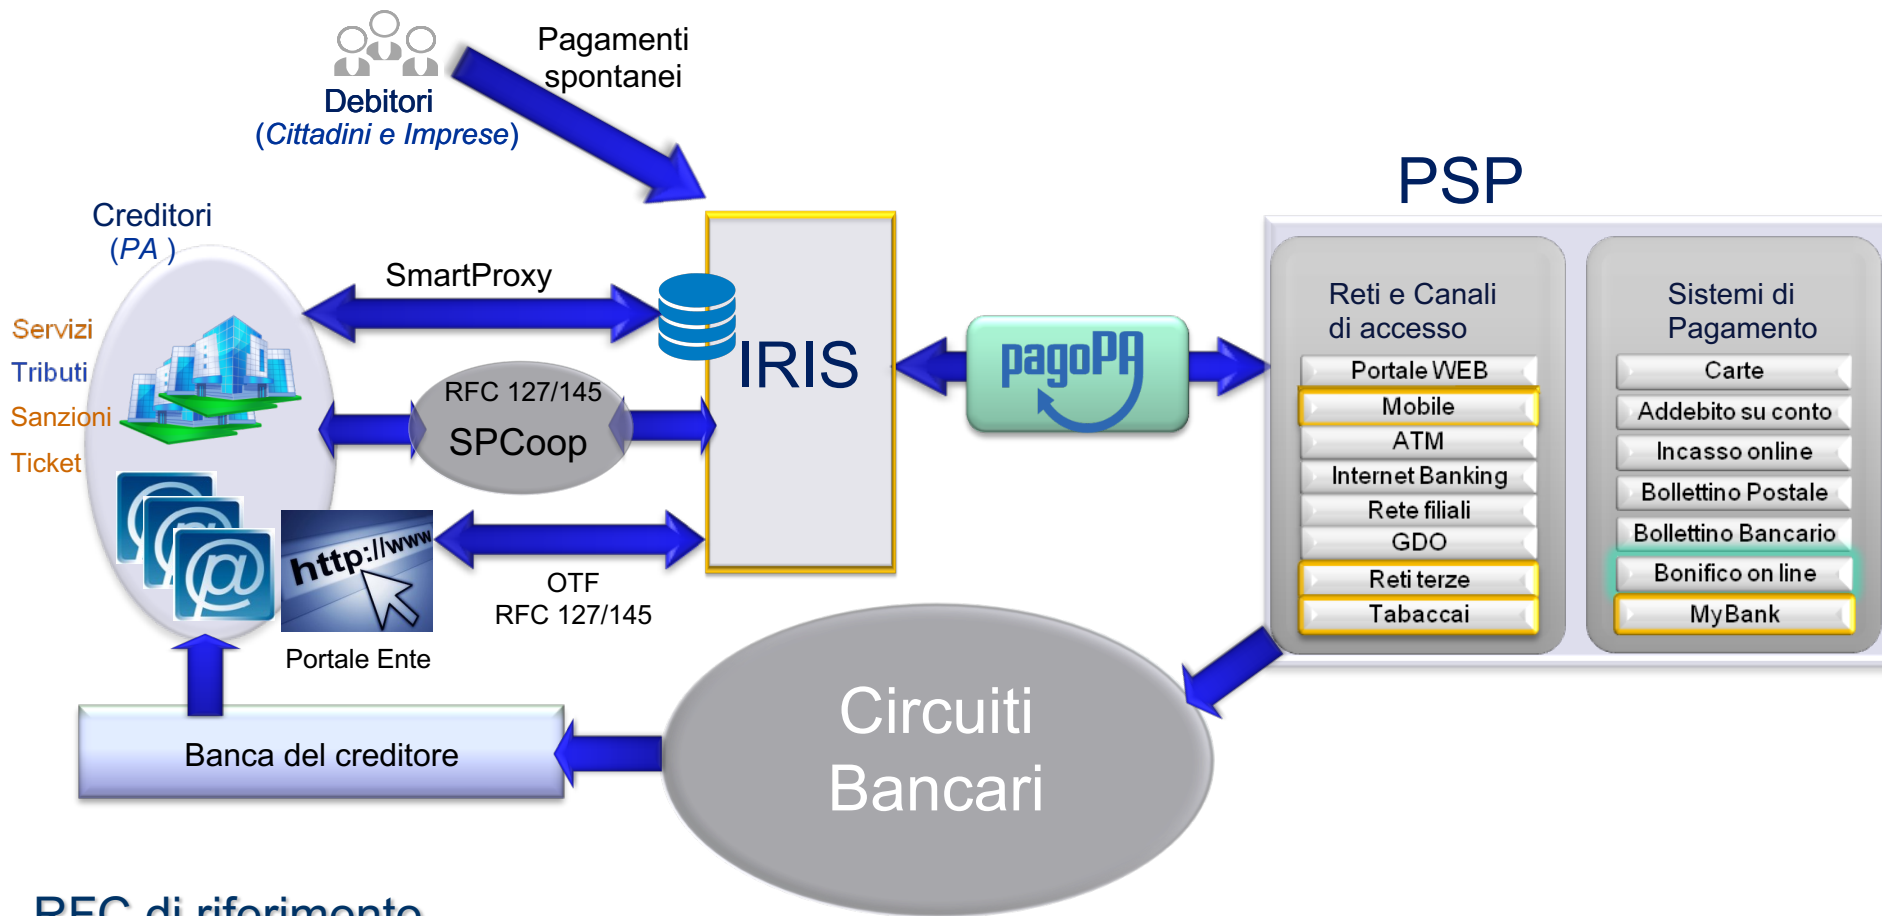 Pagamenti
spontanei
Debitori
(Cittadini e Imprese)
PSP
Creditori
(PA )
SmartProxy
Servizi
Tributi
Sanzioni
Ticket
RFC 127/145
SPCoop
IRIS
pagoPA
Reti e Canali
di accesso
Portale WEB
Mobile
ATM
Internet Banking
Rete filiali
GDO
Reti terze
Tabaccai
Sistemi di
Pagamento
Carte
Addebito su conto
Incasso online
Bollettino Postale
Bollettino Bancario
Bonifico on line
MyBank
@
@
@
http://www
OTF
RFC 127/145
Portale Ente
Banca del creditore
Circuiti
Bancari
RFC di riferimento